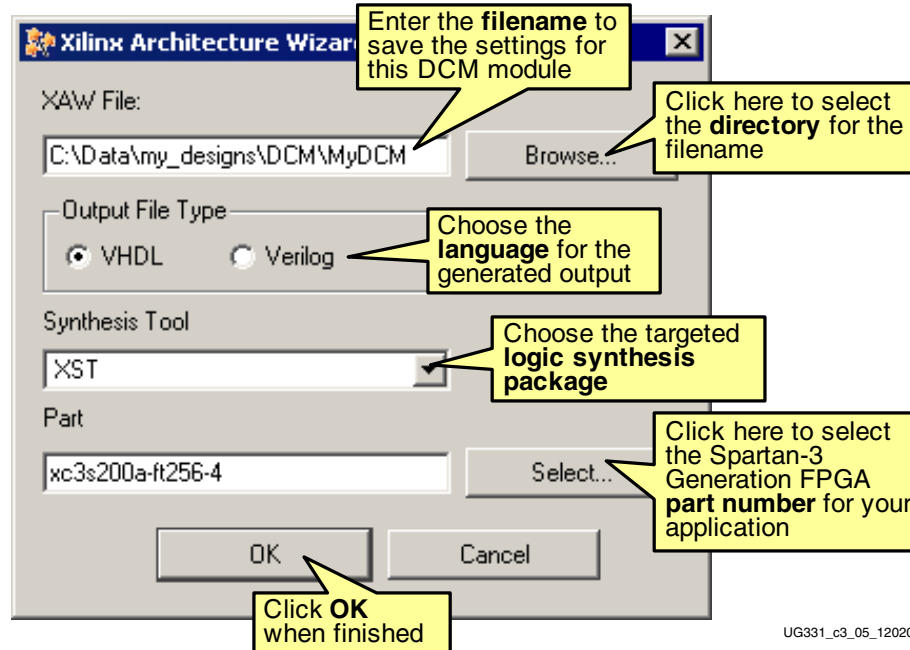 Xilinx Architecture Wizar
Enter the filename to
save the settings for
this DCM module
XAW File:
C:\Data\my_designs\DCM\MyDCM
Browse...
Click here to select
the directory for the
filename
Output File Type
VHDL
Verilog
Choose the
language for the
generated output
Synthesis Tool
XST
Choose the targeted
logic synthesis
package
Part
xc3s200a-ft256-4
Select...
Click here to select
the Spartan-3
Generation FPGA
part number for your
application
OK
Cancel
Click OK
when finished
UG331_c3_05_12020